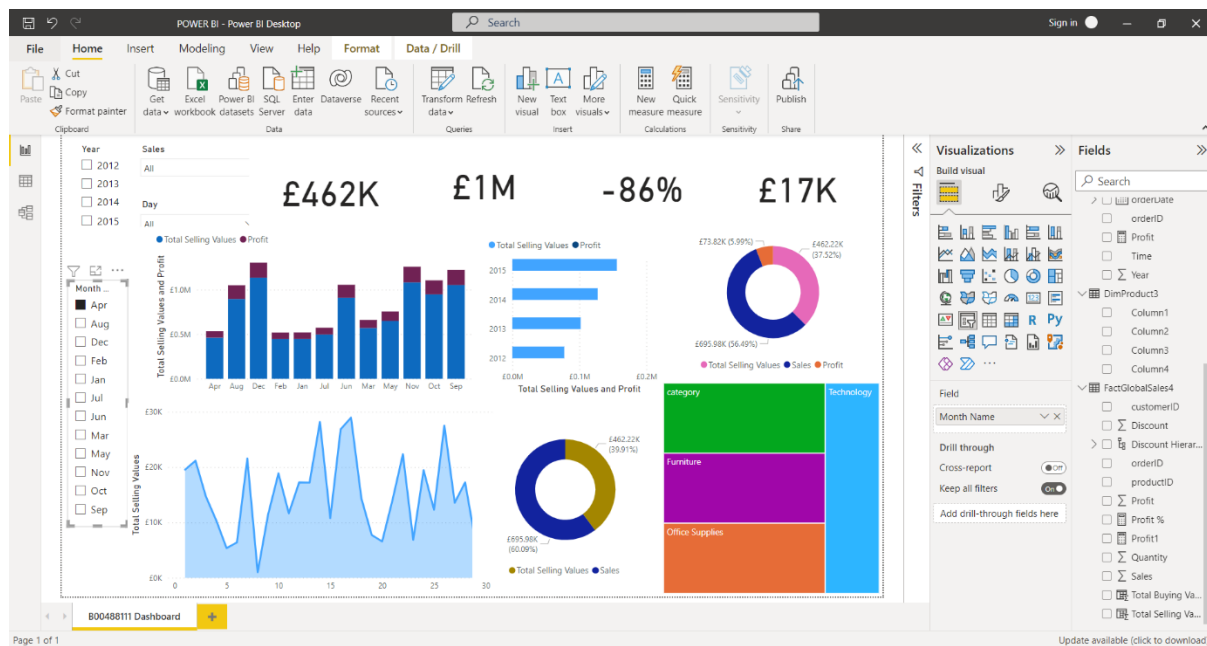 POWER BI - Power BI Desktop
Search
Sign in
File Home Insert Modeling View Help Format Data / Drill
Paste
Cut
Copy
Format painter
Get data
Excel workbook
Power BI datasets
SQL Server
Enter data
Dataverse
Recent sources
Transform data
Refresh
New visual
Text box
More visuals
New measure
Quick measure
Sensitivity
Publish
Clipboard
Data
Queries
Insert
Calculations
Sensitivity
Share
Year
2012
2013
2014
2015
Sales
All
Day
All
£462K
£1M
-86%
£17K
Month ...
Apr
Aug
Dec
Feb
Jan
Jul
Jun
Mar
May
Nov
Oct
Sep
Total Selling Values Profit
Total Selling Values and Profit
£1.0M
£0.5M
£0.0M
Apr Aug Dec Feb Jan Jul Jun Mar May Nov Oct Sep
Total Selling Values Profit
2015
2014
2013
2012
£0.0M £0.1M £0.2M
Total Selling Values and Profit
£73.82K (5.99%)
£462.22K
(37.52%)
£695.98K (56.49%)
Total Selling Values Sales Profit
Total Selling Values
£30K
£20K
£10K
£0K
0 5 10 15 20 25 30
£462.22K
(39.91%)
£695.98K
(60.09%)
Total Selling Values Sales
category
Furniture
Office Supplies
Technology
Filters
Visualizations
Build visual
R Py
Field
Month Name
Drill through
Cross-report
Off
Keep all filters
On
Add drill-through fields here
Fields
Search
orderDate
orderID
Profit
Time
Year
DimProduct3
Column1
Column2
Column3
Column4
FactGlobalSales4
customerID
Discount
Discount Hierar...
orderID
productID
Profit
Profit %
Profit1
Quantity
Sales
Total Buying Va...
Total Selling Va...
B00488111 Dashboard
Page 1 of 1
Update available (click to download